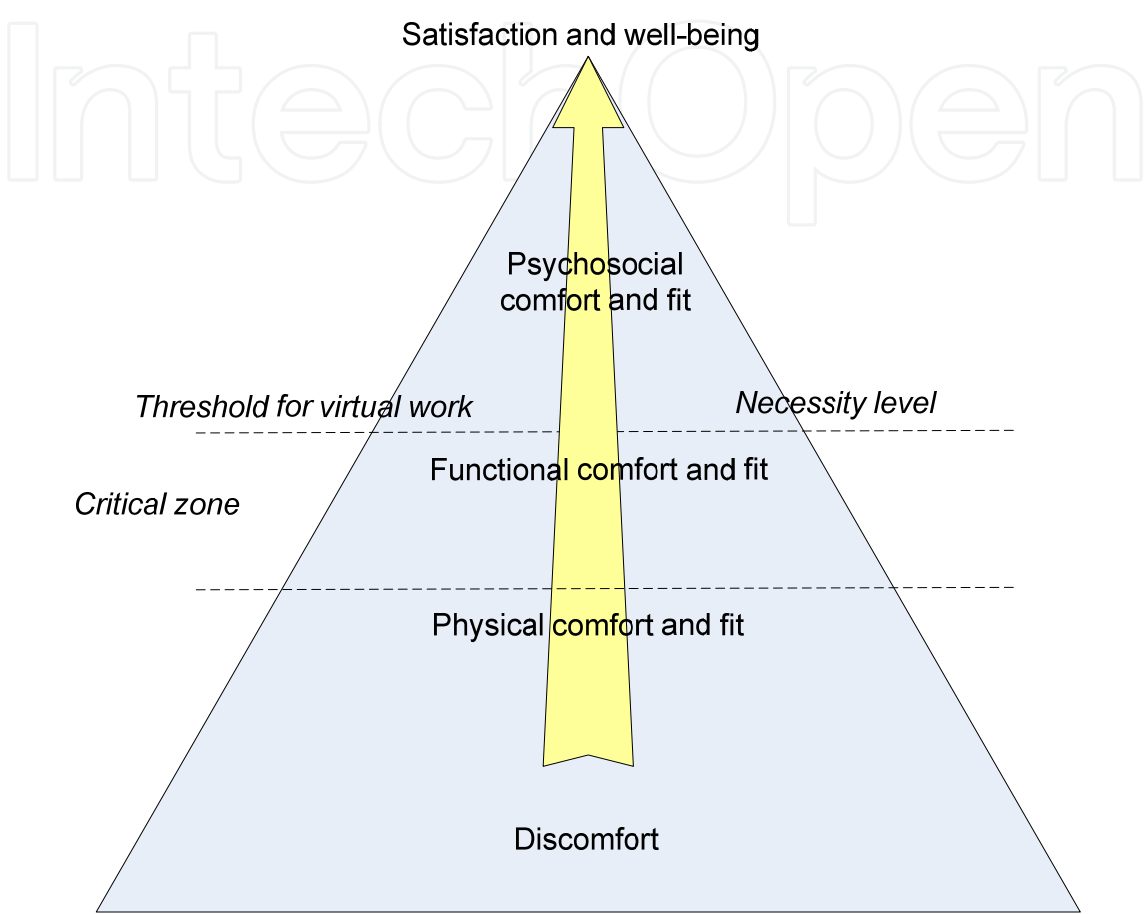 IntechOpen
Satisfaction and well-being
Psychosocial
comfort and fit
Threshold for virtual work
Necessity level
Functional comfort and fit
Critical zone
Physical comfort and fit
Discomfort